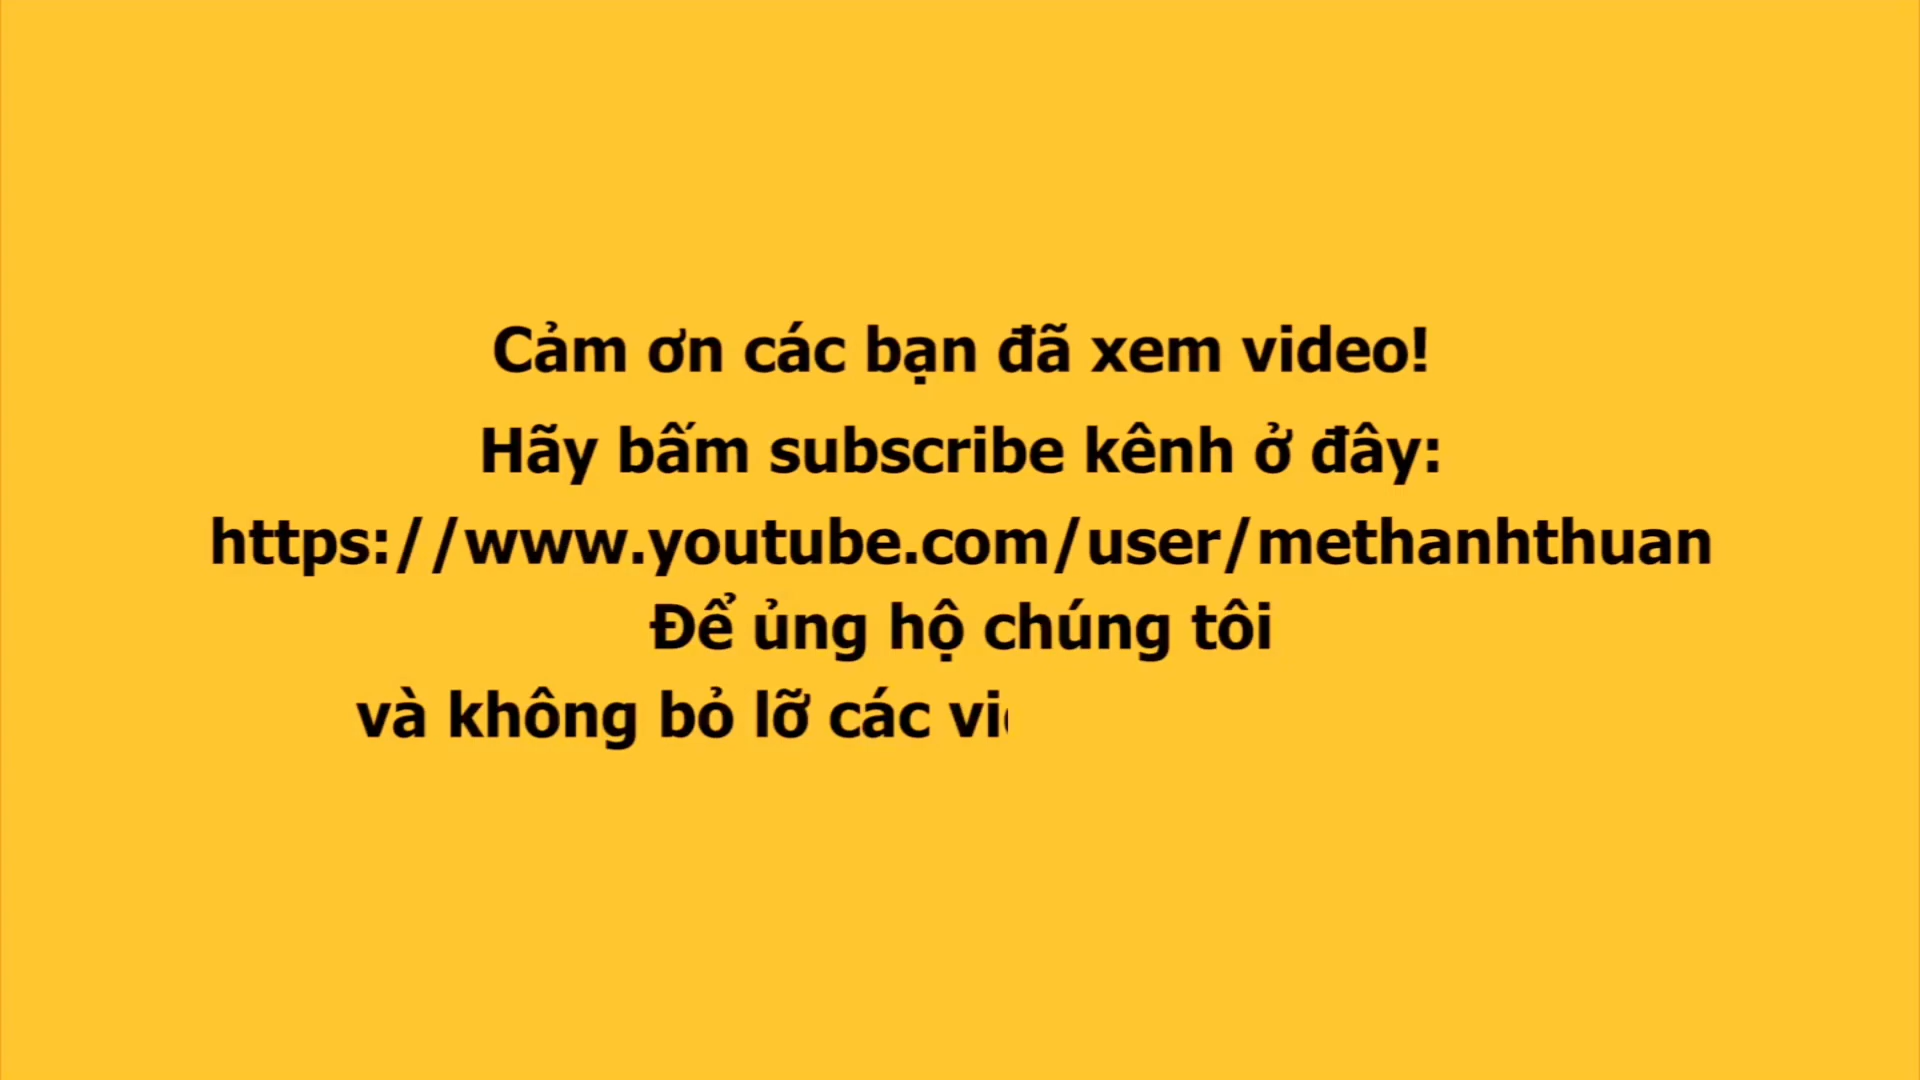 Cảm ơn các bạn đã xem video!
Hãy bấm subscribe kênh ở đây:
https://www.youtube.com/user/methanhthuan
Để ủng hộ chúng tôi
và không bỏ lỡ các